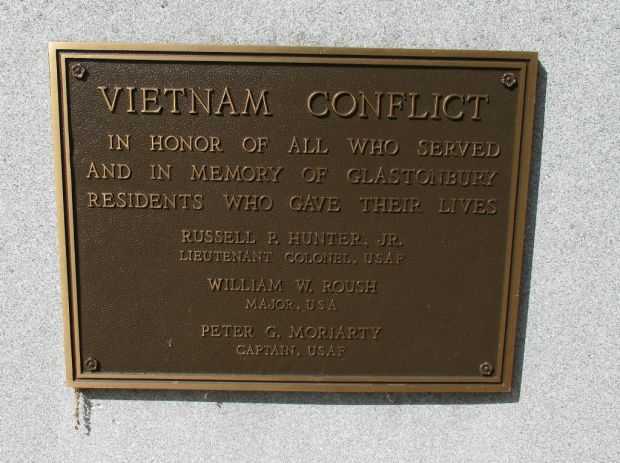 VIETNAM CONFLICT
IN HONOR OF ALL WHO SERVED
AND IN MEMORY OF GLASTONBURY
RESIDENTS WHO GAVE THEIR LIVES
RUSSELL P. HUNTER, JR.
LIEUTENANT COLONEL, USAF
WILLIAM W. ROUSH
MAJOR, USA
PETER G. MORIARTY
CAPTAIN, USAF